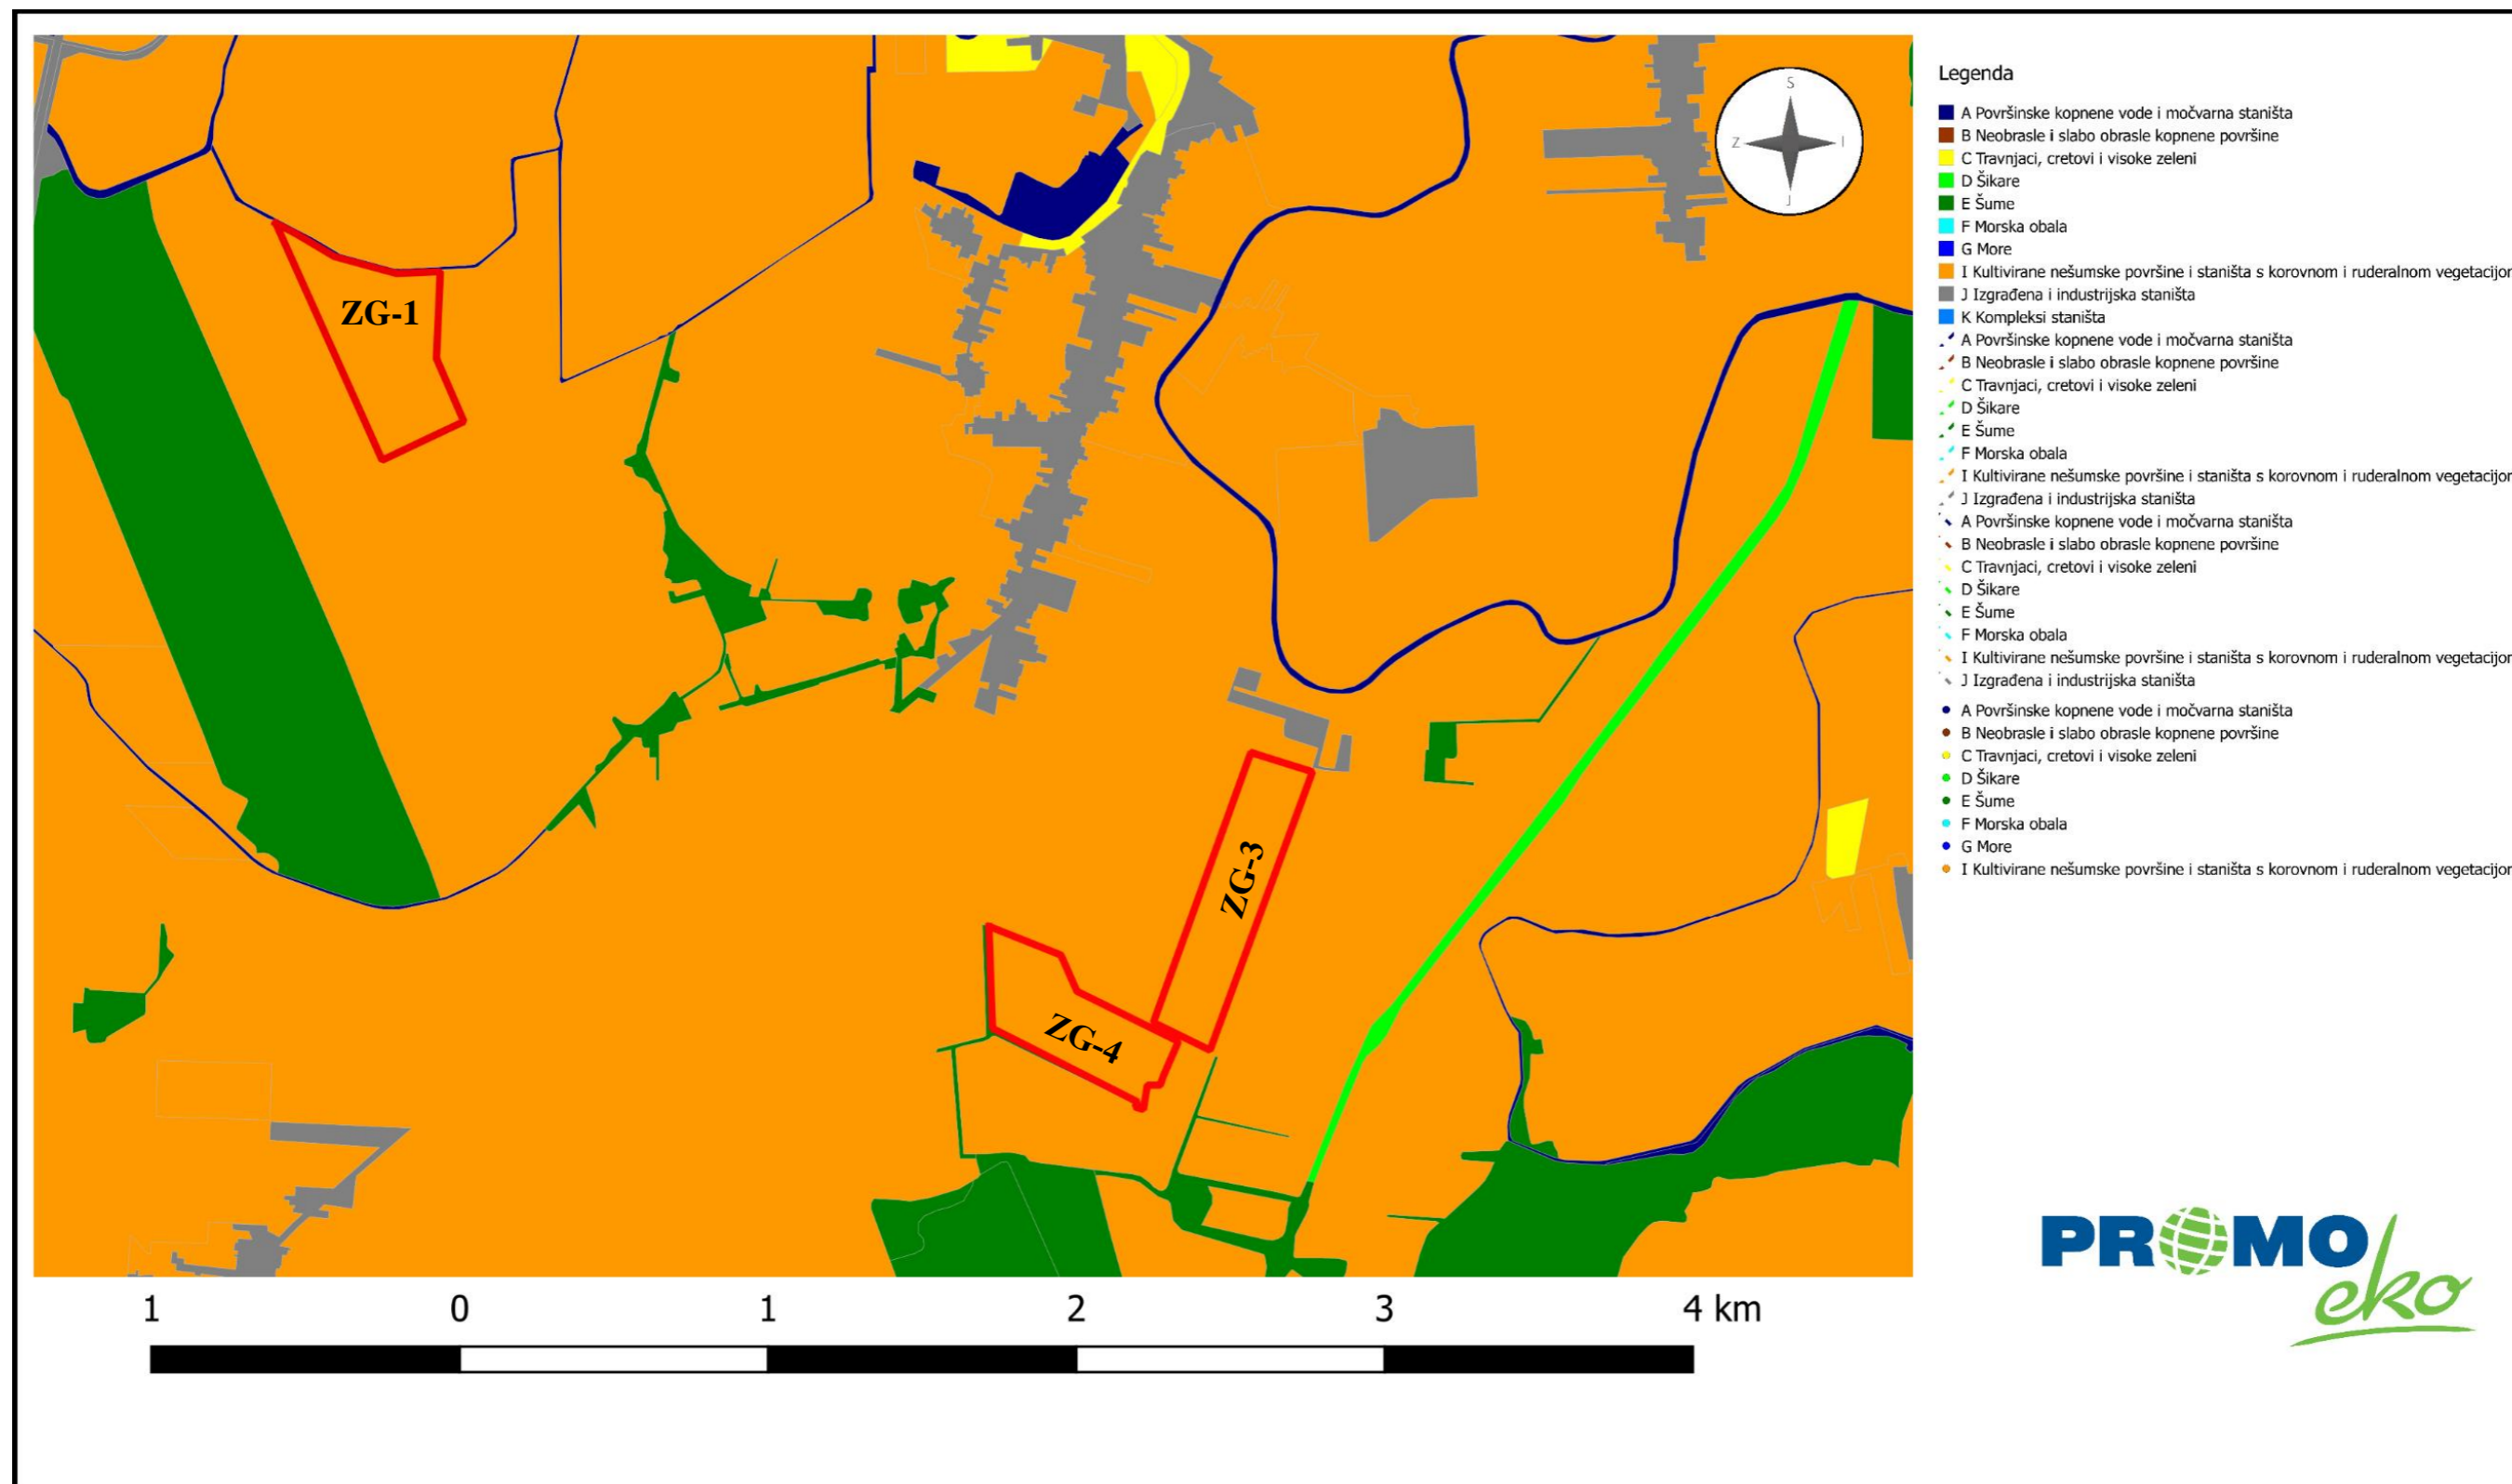 S
Z
I
J
ZG-1
ZG-3
ZG-4
Legenda
A Površinske kopnene vode i močvarna staništa
B Neobrasle i slabo obrasle kopnene površine
C Travnjaci, cretovi i visoke zeleni
D Šikare
E Šume
F Morska obala
G More
I Kultivirane nešumske površine i staništa s korovnom i ruderalnom vegetacijom
J Izgrađena i industrijska staništa
K Kompleksi staništa
A Površinske kopnene vode i močvarna staništa
B Neobrasle i slabo obrasle kopnene površine
C Travnjaci, cretovi i visoke zeleni
D Šikare
E Šume
F Morska obala
I Kultivirane nešumske površine i staništa s korovnom i ruderalnom vegetacijom
J Izgrađena i industrijska staništa
A Površinske kopnene vode i močvarna staništa
B Neobrasle i slabo obrasle kopnene površine
C Travnjaci, cretovi i visoke zeleni
D Šikare
E Šume
F Morska obala
I Kultivirane nešumske površine i staništa s korovnom i ruderalnom vegetacijom
J Izgrađena i industrijska staništa
A Površinske kopnene vode i močvarna staništa
B Neobrasle i slabo obrasle kopnene površine
C Travnjaci, cretovi i visoke zeleni
D Šikare
E Šume
F Morska obala
G More
I Kultivirane nešumske površine i staništa s korovnom i ruderalnom vegetacijom
1 0 1 2 3 4 km
PROMO
eko